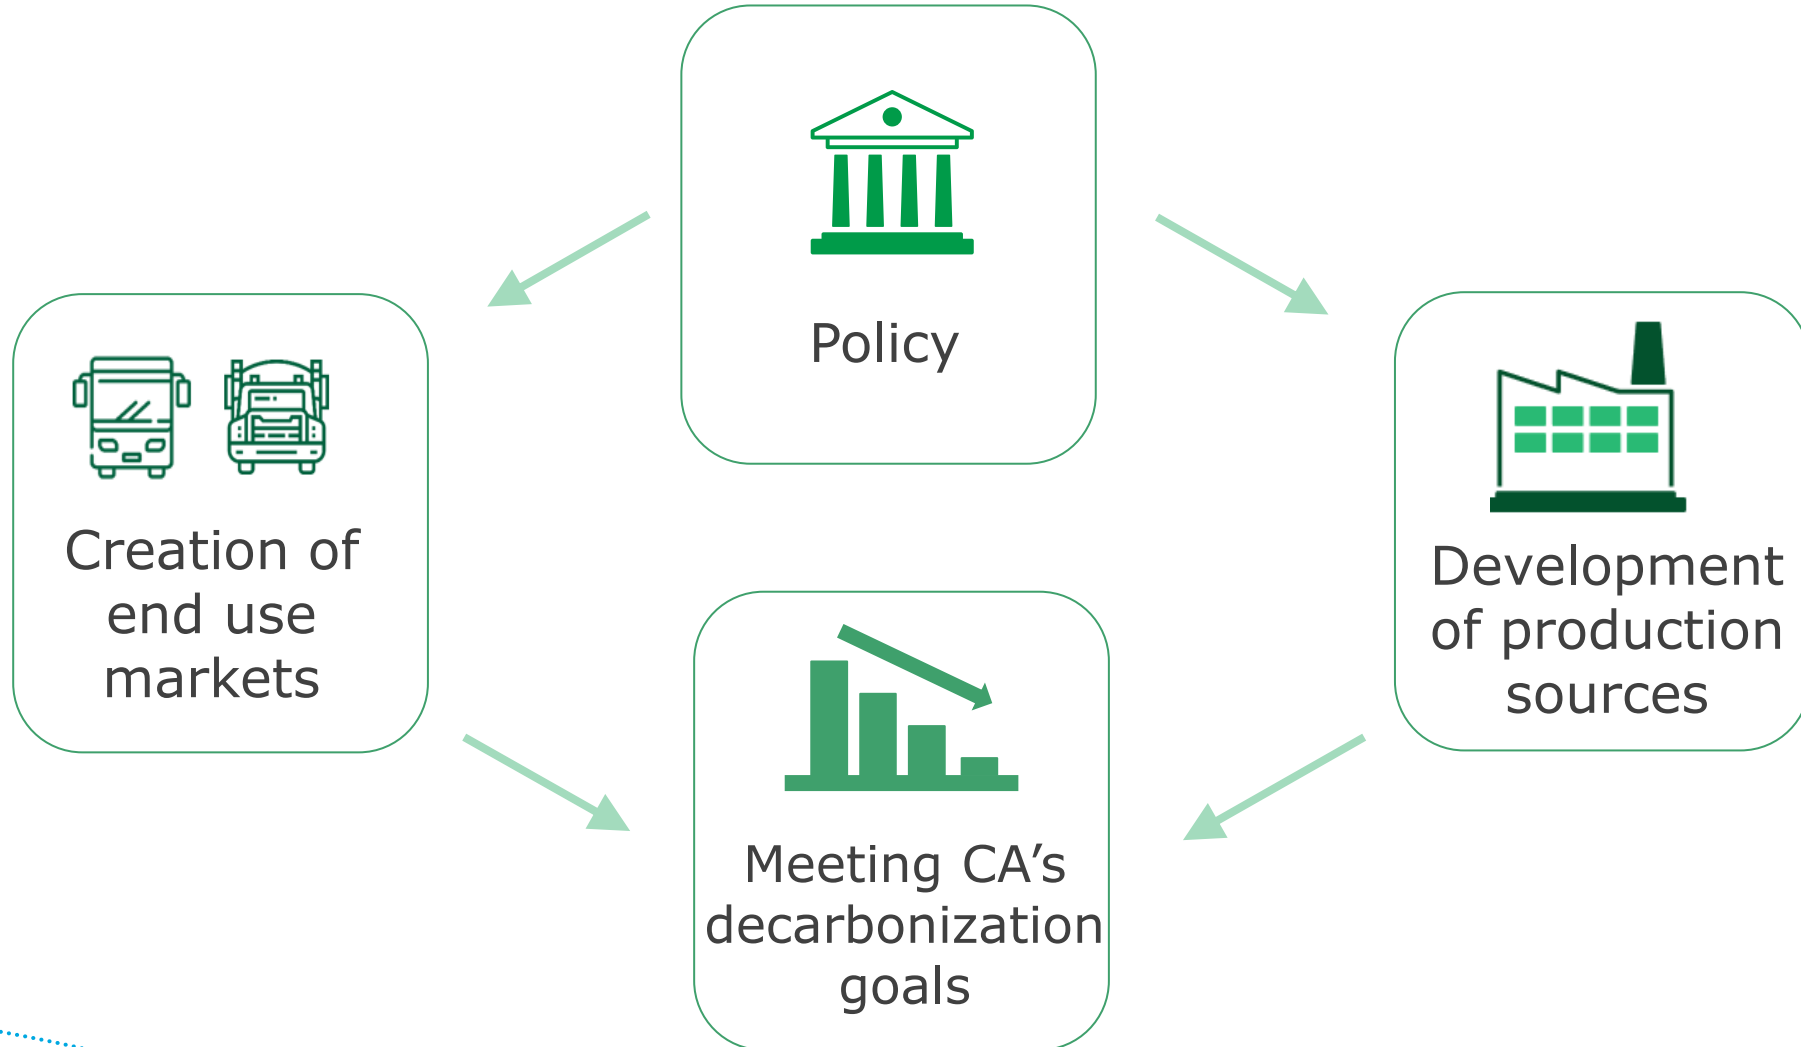 Policy
Creation of
end use
markets
Development
of production
sources
Meeting CA’s
decarbonization
goals